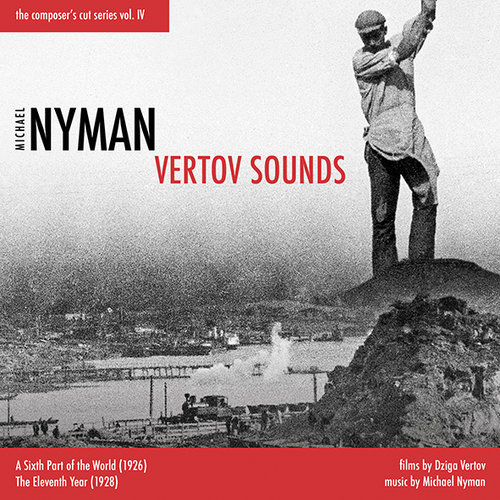 the composer's cut series vol. IV
MICHAEL
NYMAN
VERTOV SOUNDS
A Sixth Part of the World (1926)
The Eleventh Year (1928)
films by Dziga Vertov
music by Michael Nyman